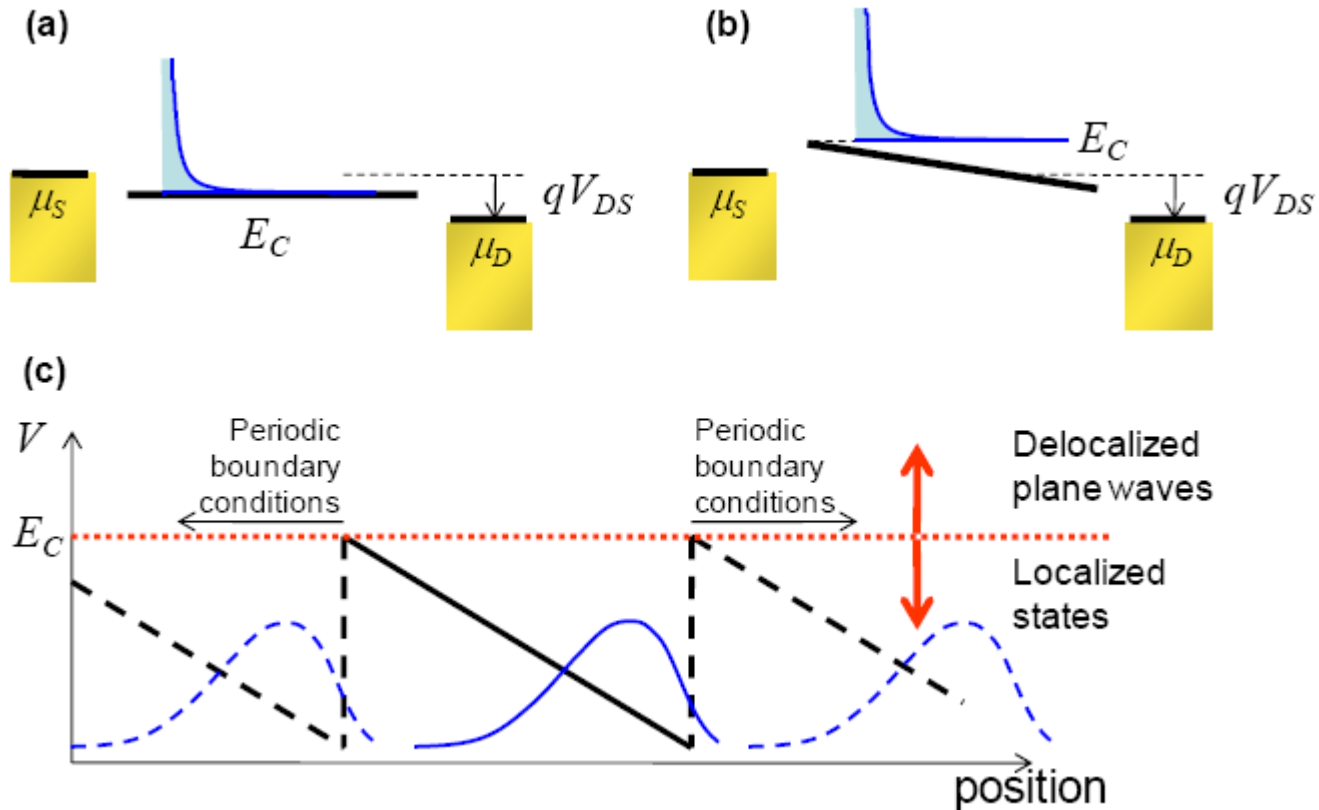 (a)
μS
EC
qVDS
μD
(b)
μS
EC
qVDS
μD
(c)
V
EC
Periodic
boundary
conditions
Periodic
boundary
conditions
Delocalized
plane waves
Localized
states
position